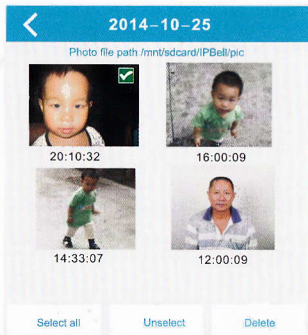 2014-10-25
Photo file path /mnt/sdcard/IPBell/pic
20:10:32
16:00:09
14:33:07
12:00:09
Select all
Unselect
Delete